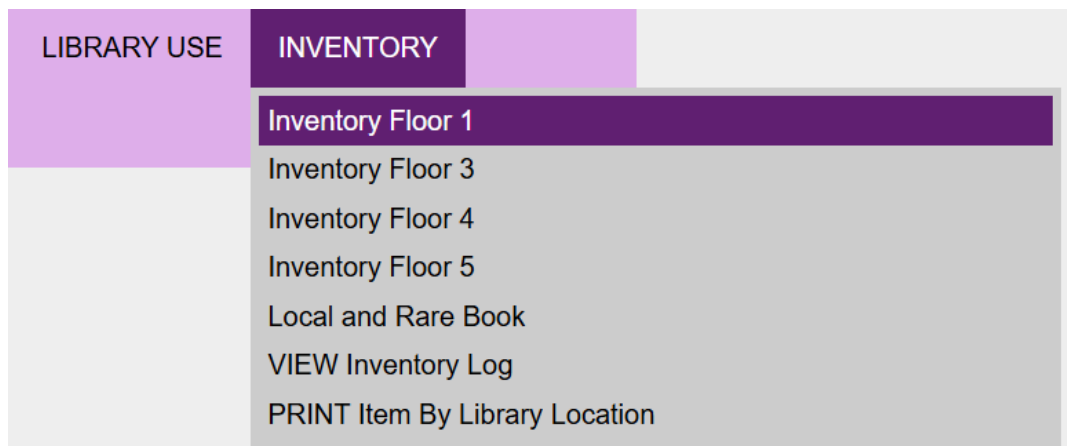 LIBRARY USE INVENTORY
Inventory Floor 1
Inventory Floor 3
Inventory Floor 4
Inventory Floor 5
Local and Rare Book
VIEW Inventory Log
PRINT Item By Library Location